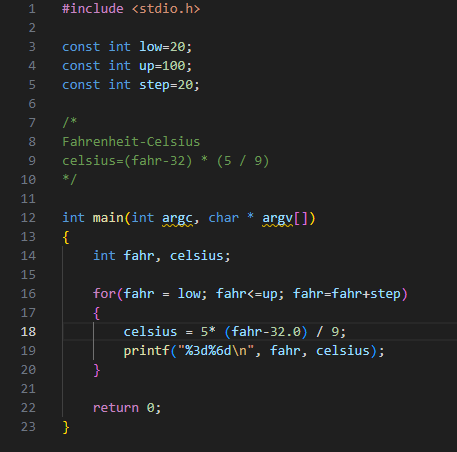 1 #include <stdio.h>
2
3 const int low=20;
4 const int up=100;
5 const int step=20;
6
7 /*
8 Fahrenheit-Celsius
9 celsius=(fahr-32) * (5 / 9)
10 */
11
12 int main(int argc, char * argv[])
13 {
14     int fahr, celsius;
15
16     for(fahr = low; fahr<=up; fahr=fahr+step)
17     {
18         celsius = 5* (fahr-32.0) / 9;
19         printf("%3d%6d\n", fahr, celsius);
20     }
21
22     return 0;
23 }